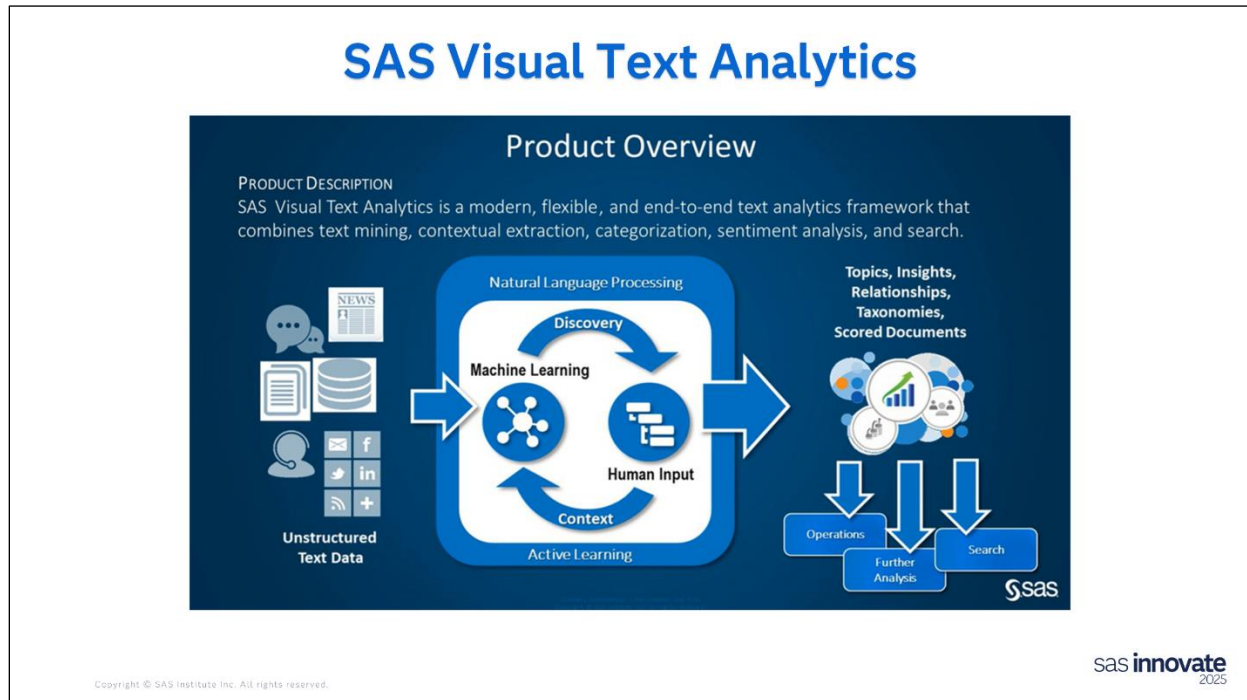 SAS Visual Text Analytics
Product Overview
PRODUCT DESCRIPTION
SAS Visual Text Analytics is a modern, flexible, and end-to-end text analytics framework that
combines text mining, contextual extraction, categorization, sentiment analysis, and search.
NEWS
f
in
Unstructured
Text Data
Natural Language Processing
Discovery
Machine Learning
Human Input
Context
Active Learning
Topics, Insights,
Relationships,
Taxonomies,
Scored Documents
Operations
Further
Analysis
Search
sas
Copyright © SAS Institute Inc. All rights reserved.
sas innovate
2025